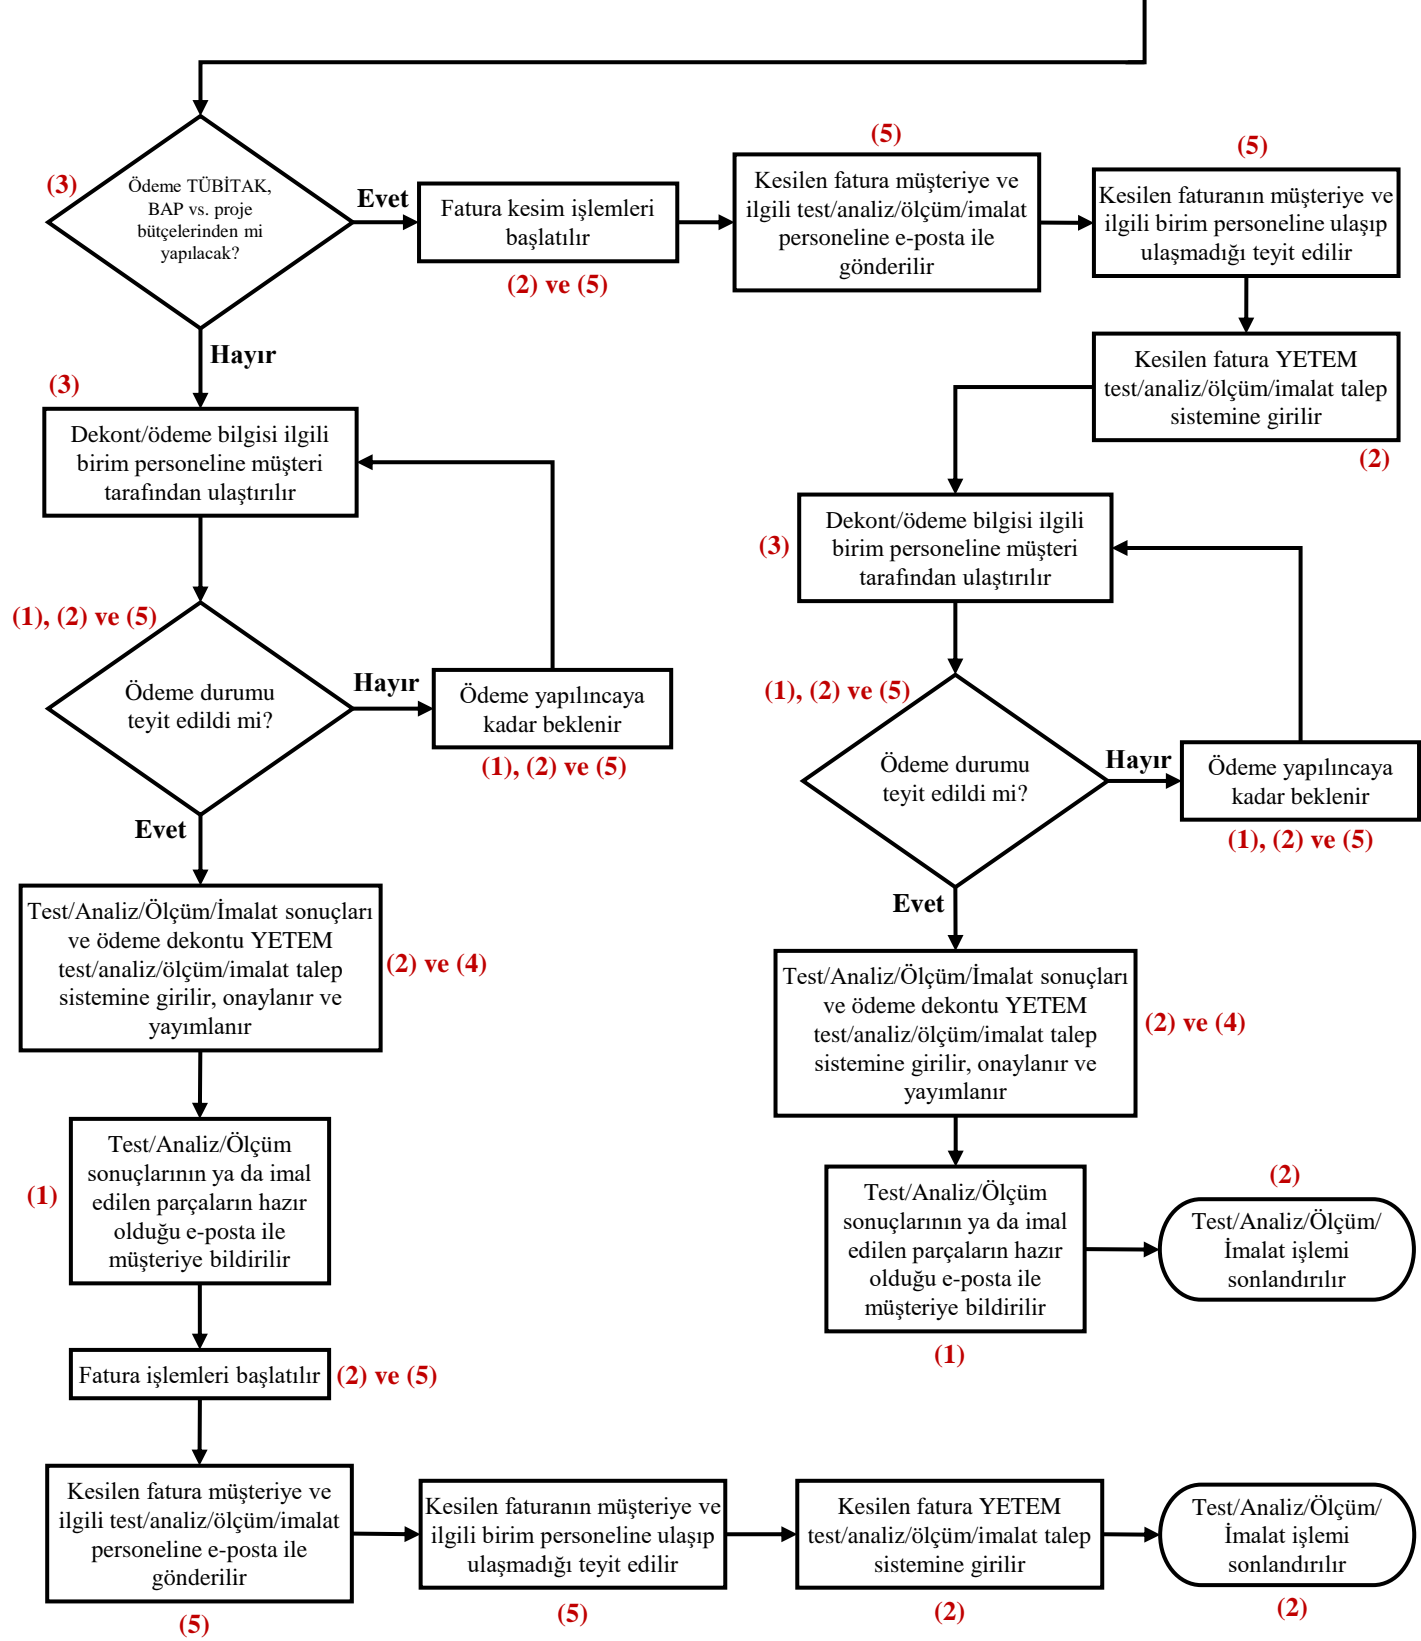 (3)
Ödeme TÜBİTAK,
BAP vs. proje
bütçelerinden mi
yapılacak?
Evet
Fatura kesim işlemleri
başlatılır
(2) ve (5)
(5)
Kesilen fatura müşteriye ve
ilgili test/analiz/ölçüm/imalat
personeline e-posta ile
gönderilir
(5)
Kesilen faturanın müşteriye ve
ilgili birim personeline ulaşıp
ulaşmadığı teyit edilir
Kesilen fatura YETEM
test/analiz/ölçüm/imalat talep
sistemine girilir
(2)
Hayır
(3)
Dekont/ödeme bilgisi ilgili
birim personeline müşteri
tarafından ulaştırılır
(1), (2) ve (5)
Ödeme durumu
teyit edildi mi?
Hayır
Ödeme yapılıncaya
kadar beklenir
(1), (2) ve (5)
Evet
Test/Analiz/Ölçüm/İmalat sonuçları
ve ödeme dekontu YETEM
test/analiz/ölçüm/imalat talep
sistemine girilir, onaylanır ve
yayımlanır
(2) ve (4)
(1)
Test/Analiz/Ölçüm
sonuçlarının ya da imal
edilen parçaların hazır
olduğu e-posta ile
müşteriye bildirilir
Fatura işlemleri başlatılır
(2) ve (5)
Kesilen fatura müşteriye ve
ilgili test/analiz/ölçüm/imalat
personeline e-posta ile
gönderilir
(5)
Kesilen faturanın müşteriye ve
ilgili birim personeline ulaşıp
ulaşmadığı teyit edilir
(5)
Kesilen fatura YETEM
test/analiz/ölçüm/imalat talep
sistemine girilir
(2)
Test/Analiz/Ölçüm/
İmalat işlemi
sonlandırılır
(2)
(3)
Dekont/ödeme bilgisi ilgili
birim personeline müşteri
tarafından ulaştırılır
(1), (2) ve (5)
Ödeme durumu
teyit edildi mi?
Hayır
Ödeme yapılıncaya
kadar beklenir
(1), (2) ve (5)
Evet
Test/Analiz/Ölçüm/İmalat sonuçları
ve ödeme dekontu YETEM
test/analiz/ölçüm/imalat talep
sistemine girilir, onaylanır ve
yayımlanır
(2) ve (4)
Test/Analiz/Ölçüm
sonuçlarının ya da imal
edilen parçaların hazır
olduğu e-posta ile
müşteriye bildirilir
(1)
(2)
Test/Analiz/Ölçüm/
İmalat işlemi
sonlandırılır